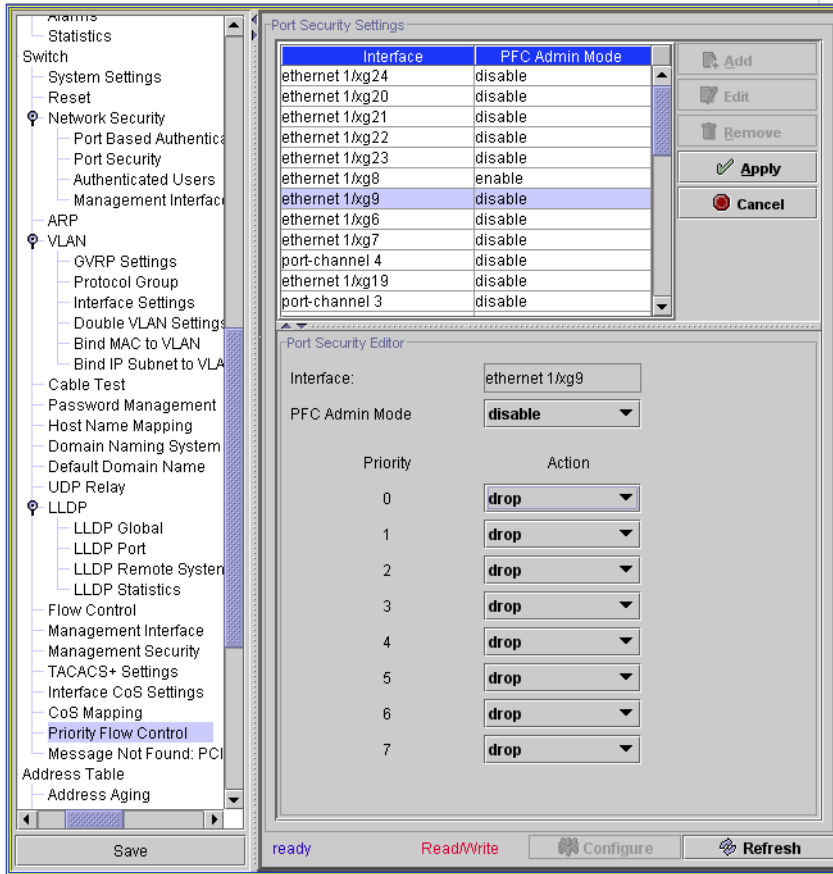 Alarms
Statistics
Switch
System Settings
Reset
Network Security
Port Based Authentica
Port Security
Authenticated Users
Management Interfac
ARP
VLAN
GVRP Settings
Protocol Group
Interface Settings
Double VLAN Settings
Bind MAC to VLAN
Bind IP Subnet to VLA
Cable Test
Password Management
Host Name Mapping
Domain Naming System
Default Domain Name
UDP Relay
LLDP
LLDP Global
LLDP Port
LLDP Remote System
LLDP Statistics
Flow Control
Management Interface
Management Security
TACACS+ Settings
Interface CoS Settings
CoS Mapping
Priority Flow Control
Message Not Found: PCI
Address Table
Address Aging
Save
Port Security Settings
Interface PFC Admin Mode
ethernet 1/xg24 disable
ethernet 1/xg20 disable
ethernet 1/xg21 disable
ethernet 1/xg22 disable
ethernet 1/xg23 disable
ethernet 1/xg8 enable
ethernet 1/xg9 disable
ethernet 1/xg6 disable
ethernet 1/xg7 disable
port-channel 4 disable
ethernet 1/xg19 disable
port-channel 3 disable
Add
Edit
Remove
Apply
Cancel
Port Security Editor
Interface: ethernet 1/xg9
PFC Admin Mode disable
Priority Action
0 drop
1 drop
2 drop
3 drop
4 drop
5 drop
6 drop
7 drop
ready Read/Write Configure Refresh